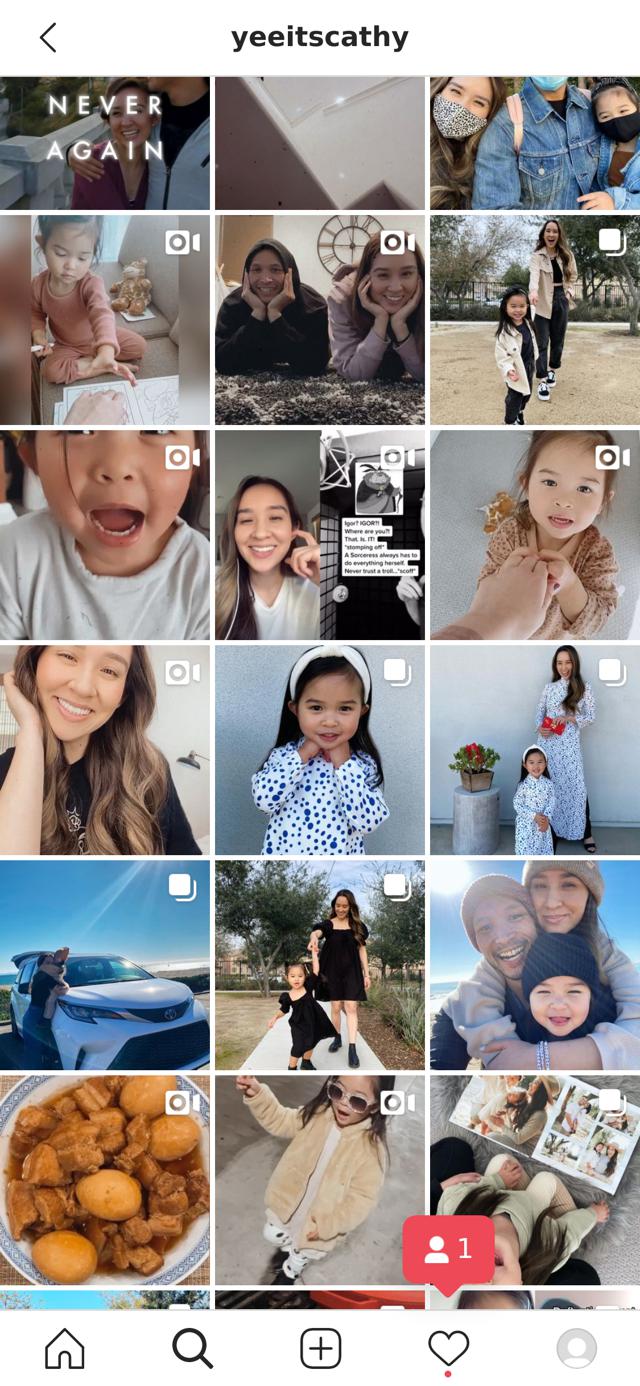 yeeitscathy
NEVER
AGAIN
Igor? IGOR?!
Where are you?!
That. Is. IT!
*stomping off*
A Sorceress always has to
do everything herself.
Never trust a troll..*scoff*
1